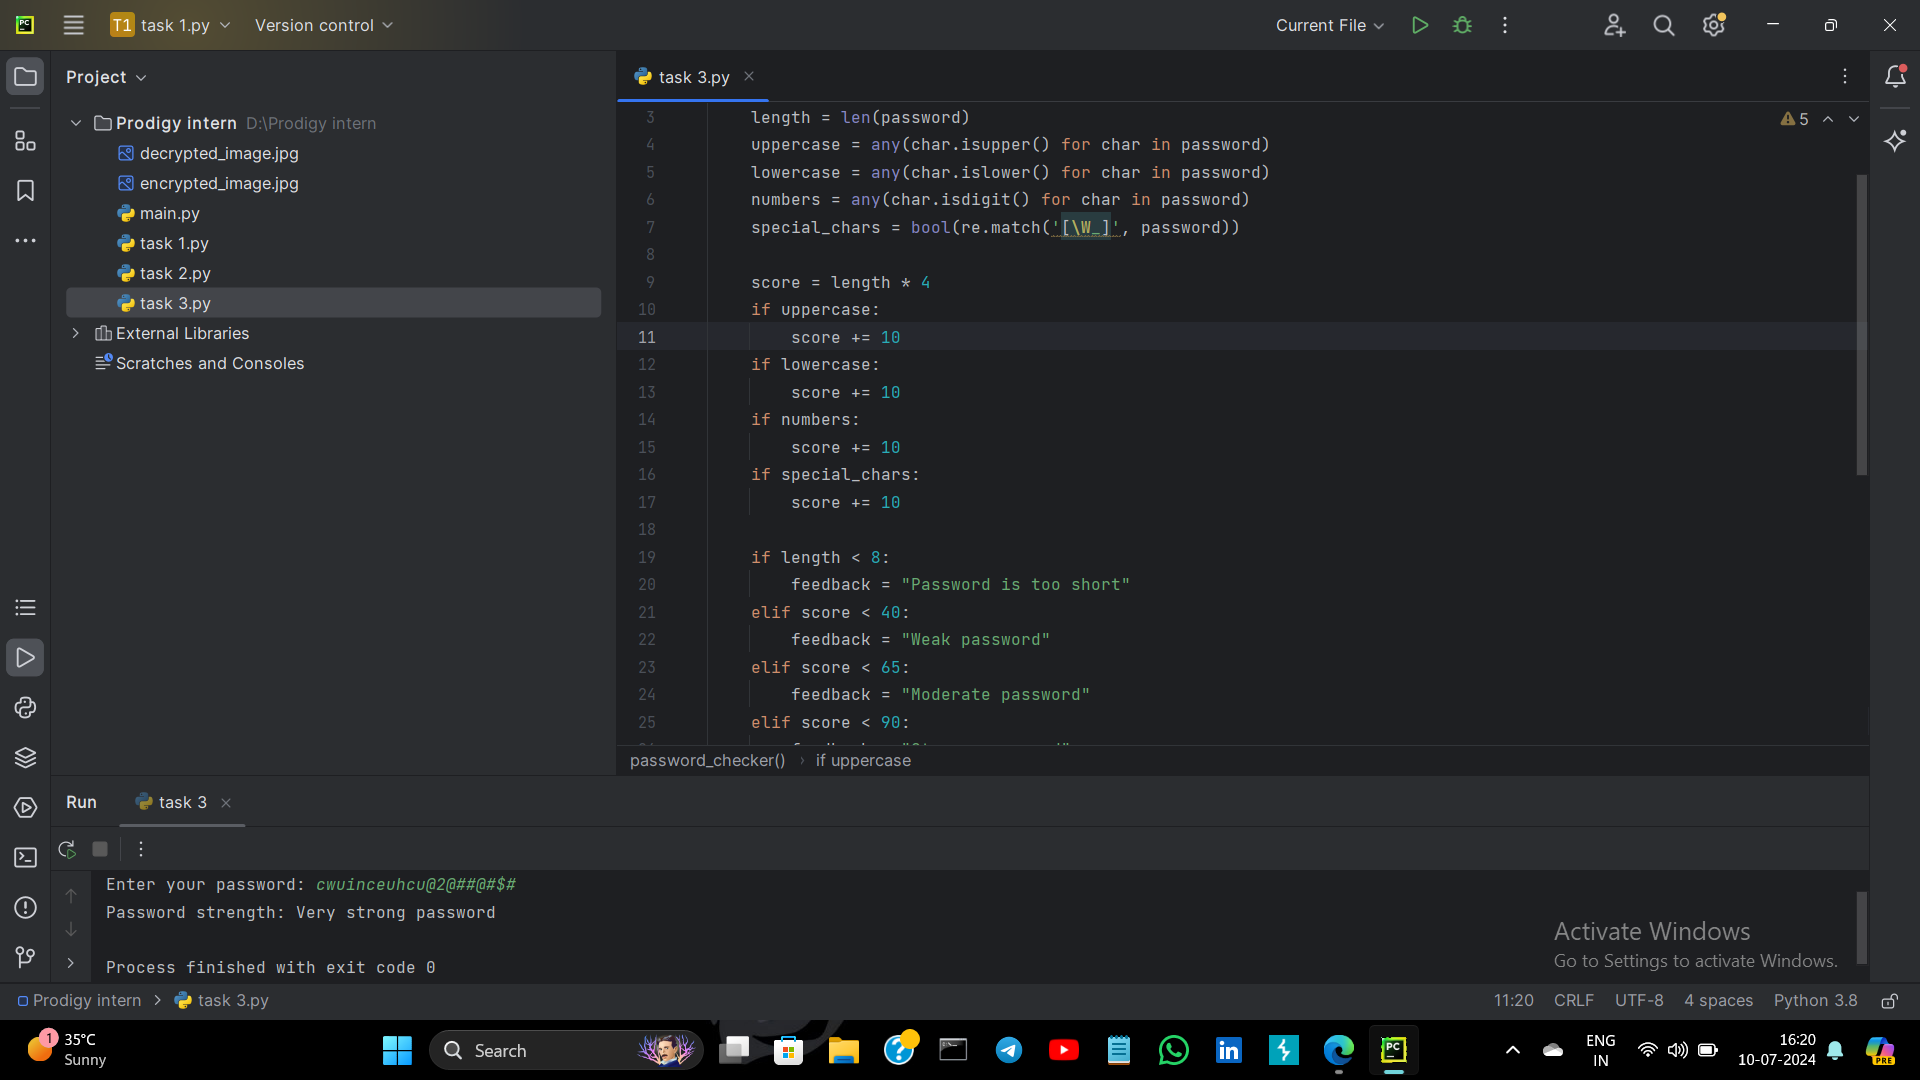 T1 task 1.py Version control Current File
Project
task 3.py
Prodigy intern D:\Prodigy intern
decrypted_image.jpg
encrypted_image.jpg
main.py
task 1.py
task 2.py
task 3.py
External Libraries
Scratches and Consoles
5
3 length = len(password)
4 uppercase = any(char.isupper() for char in password)
5 lowercase = any(char.islower() for char in password)
6 numbers = any(char.isdigit() for char in password)
7 special_chars = bool(re.match('[\W_]', password))
8
9 score = length * 4
10 if uppercase:
11 score += 10
12 if lowercase:
13 score += 10
14 if numbers:
15 score += 10
16 if special_chars:
17 score += 10
18
19 if length < 8:
20 feedback = "Password is too short"
21 elif score < 40:
22 feedback = "Weak password"
23 elif score < 65:
24 feedback = "Moderate password"
25 elif score < 90:
password_checker() › if uppercase
Run task 3
Enter your password: cwuinceuhcu@2@##@#$#
Password strength: Very strong password
Process finished with exit code 0
Activate Windows
Go to Settings to activate Windows.
Prodigy intern > task 3.py 11:20 CRLF UTF-8 4 spaces Python 3.8
1
35°C
Sunny
Search
PC
ENG
IN
16:20
10-07-2024
PRE